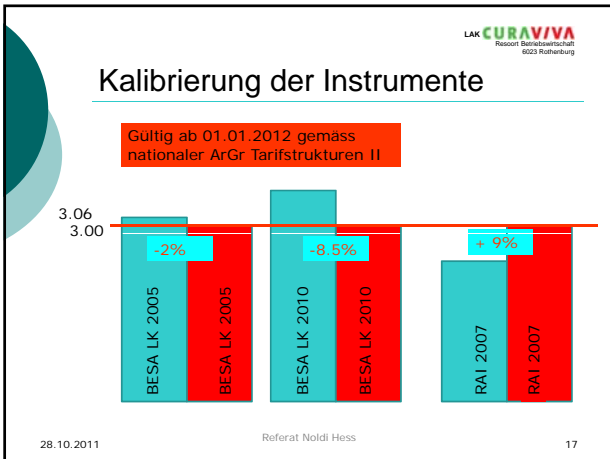 LAK CURAVIVA
Resoort Betriebswirtschaft
6023 Rothenburg
Kalibrierung der Instrumente
Gültig ab 01.01.2012 gemäss
nationaler ArGr Tarifstrukturen II
3.06
3.00
-2%
-8.5%
+ 9%
BESA LK 2005
BESA LK 2005
BESA LK 2010
BESA LK 2010
RAI 2007
RAI 2007
28.10.2011
Referat Noldi Hess
17